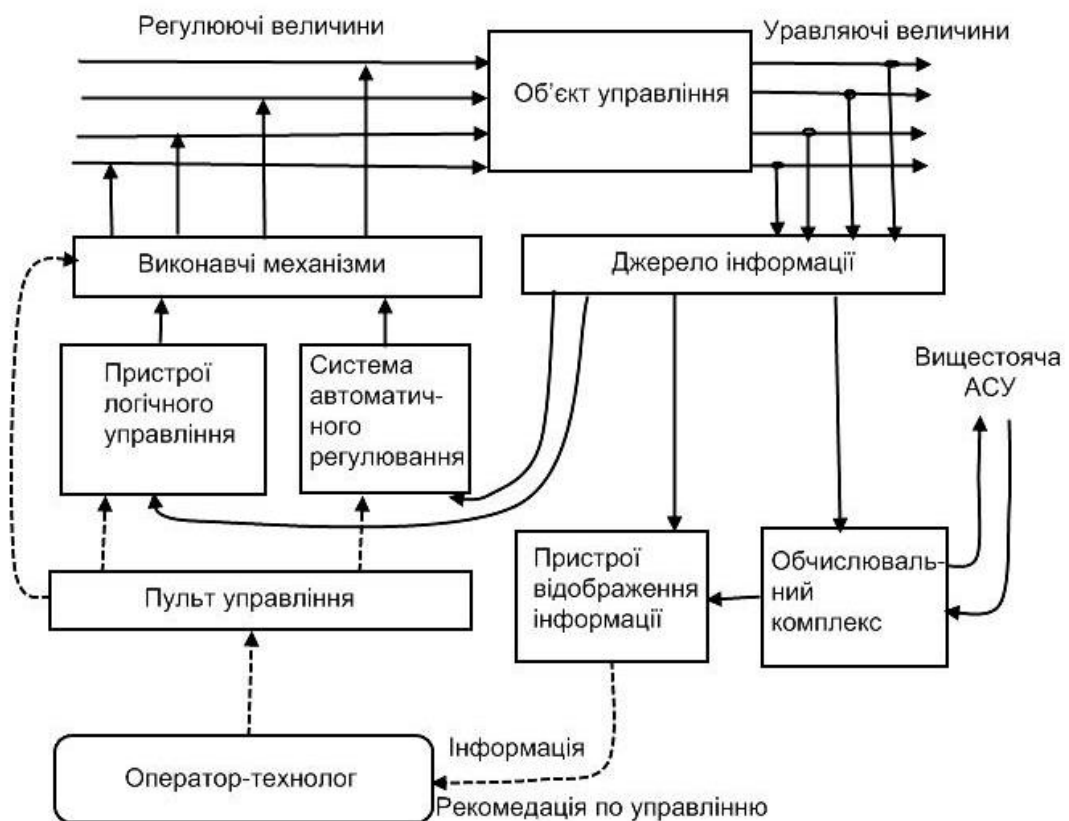 Регулюючі величини
Уравляючі величини
Об’єкт управління
Виконавчі механізми
Джерело інформації
Пристрої
логічного
управління
Система
автоматич-
ного
регулювання
Вищестояча
АСУ
Пристрої
відображення
інформації
Обчислюваль-
ний
комплекс
Пульт управління
Оператор-технолог
Інформація
Рекомедація по управлінню